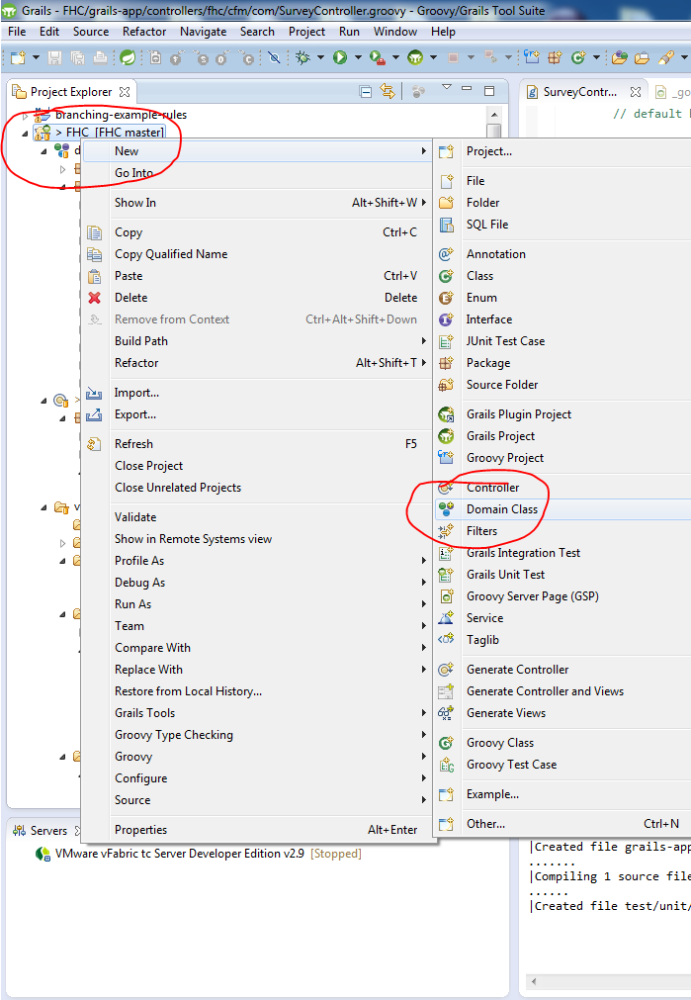 Grails - FHC/grails-app/controllers/fhc/cfm/com/SurveyController.groovy - Groovy/Grails Tool Suite
File Edit Source Refactor Navigate Search Project Run Window Help
Project Explorer
SurveyContr...
_go
branching-example-rules
// default
> FHC [FHC master]
d
New
Go Into
Show In Alt+Shift+W
Copy Ctrl+C
Copy Qualified Name
Paste Ctrl+V
Delete Delete
Remove from Context Ctrl+Alt+Shift+Down
Build Path
Refactor Alt+Shift+T
Import...
Export...
Refresh F5
Close Project
Close Unrelated Projects
Validate
Show in Remote Systems view
Profile As
Debug As
Run As
Team
Compare With
Replace With
Restore from Local History...
Grails Tools
Groovy Type Checking
Groovy
Configure
Source
Properties Alt+Enter
Project...
File
Folder
SQL File
Annotation
Class
Enum
Interface
JUnit Test Case
Package
Source Folder
Grails Plugin Project
Grails Project
Groovy Project
Controller
Domain Class
Filters
Grails Integration Test
Grails Unit Test
Groovy Server Page (GSP)
Service
Taglib
Generate Controller
Generate Controller and Views
Generate Views
Groovy Class
Groovy Test Case
Example...
Other... Ctrl+N
>
v
Servers
VMware vFabric tc Server Developer Edition v2.9 [Stopped]
|Created file grails-app
.......
|Compiling 1 source file
......
|Created file test/unit/